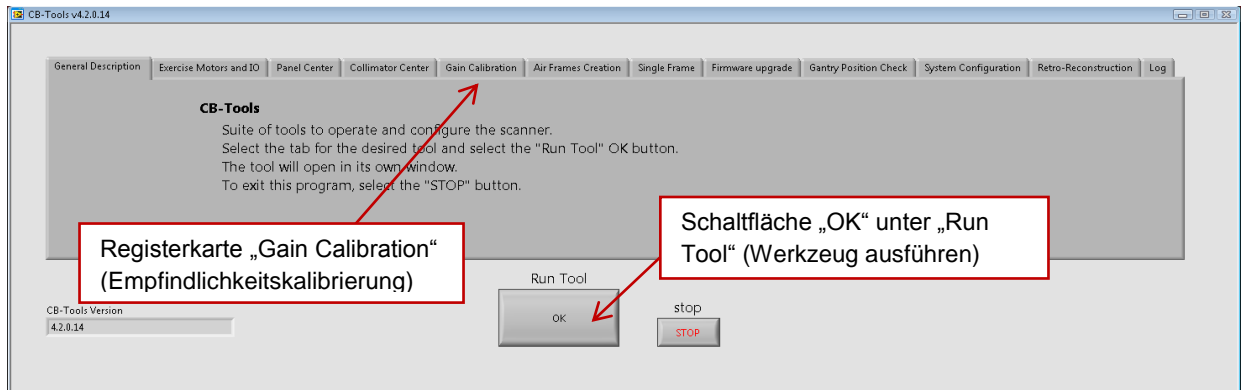 CB-Tools v4.2.0.14
General Description
Exercise Motors and IO
Panel Center
Collimator Center
Gain Calibration
Air Frames Creation
Single Frame
Firmware upgrade
Gantry Position Check
System Configuration
Retro-Reconstruction
Log
CB-Tools
Suite of tools to operate and configure the scanner.
Select the tab for the desired tool and select the "Run Tool" OK button.
The tool will open in its own window.
To exit this program, select the "STOP" button.
Registerkarte „Gain Calibration“
(Empfindlichkeitskalibrierung)
Schaltfläche „OK“ unter „Run
Tool“ (Werkzeug ausführen)
Run Tool
OK
stop
STOP
CB-Tools Version
4.2.0.14